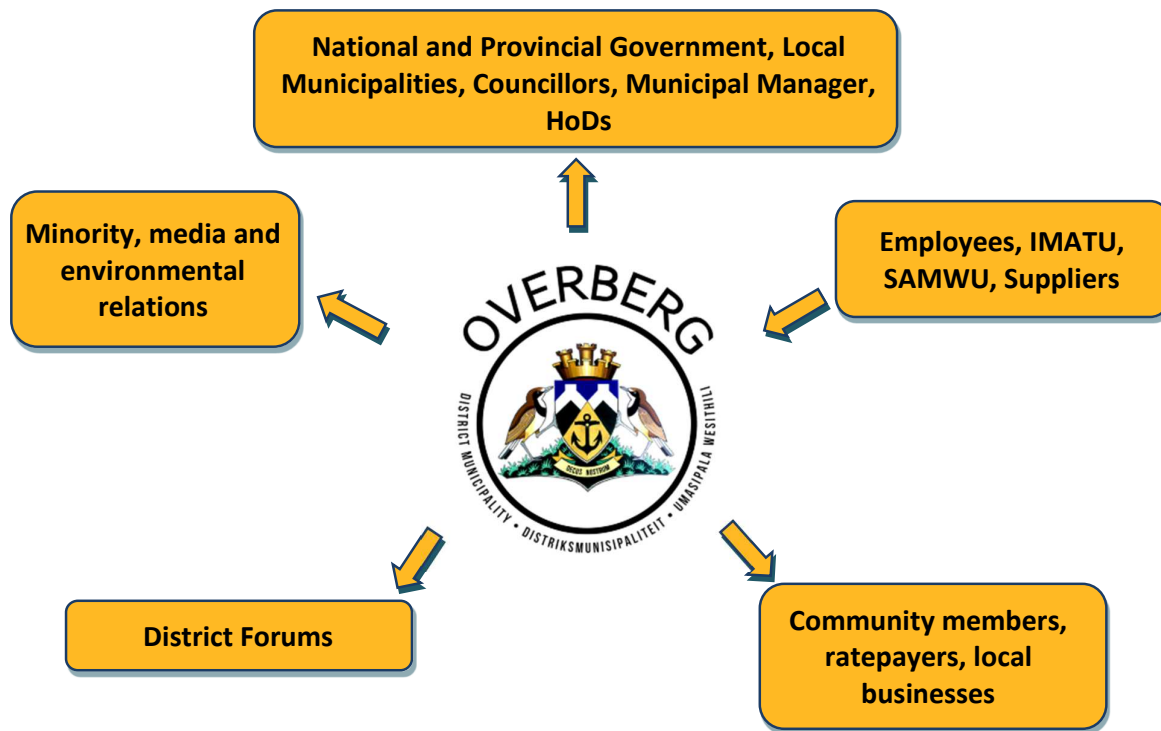 National and Provincial Government, Local
Municipalities, Councillors, Municipal Manager,
HoDs
Minority, media and
environmental
relations
Employees, IMATU,
SAMWU, Suppliers
OVERBERG
DECUS NOSTRUM
DISTRICT MUNICIPALITY • DISTRIKSMUNISIPALITEIT • UMASIPALA WESITHILI
District Forums
Community members,
ratepayers, local
businesses